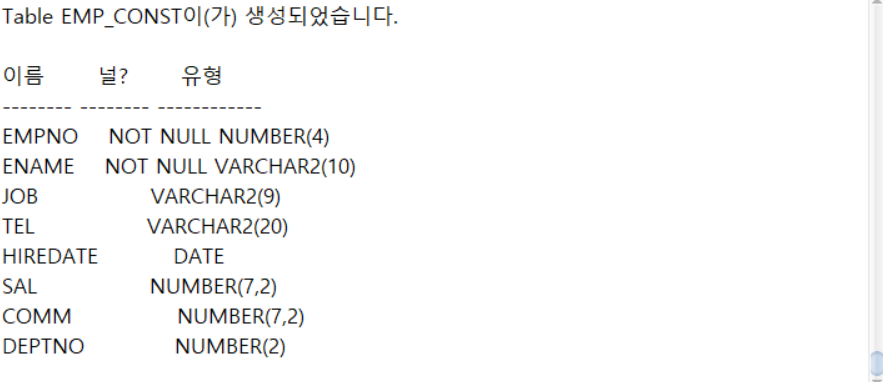 Table EMP_CONST이(가) 생성되었습니다.
이름 널? 유형
-------- -------- ------------
EMPNO NOT NULL NUMBER(4)
ENAME NOT NULL VARCHAR2(10)
JOB VARCHAR2(9)
TEL VARCHAR2(20)
HIREDATE DATE
SAL NUMBER(7,2)
COMM NUMBER(7,2)
DEPTNO NUMBER(2)